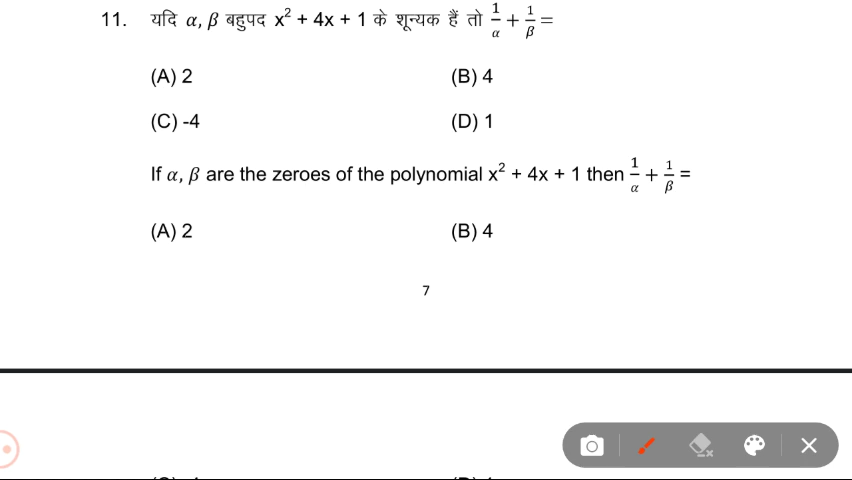 11. यदि α, β बहुपद x² + 4x + 1 के शून्यक हैं तो 1/α + 1/β =
(A) 2 (B) 4
(C) -4 (D) 1
If α, β are the zeroes of the polynomial x² + 4x + 1 then 1/α + 1/β =
(A) 2 (B) 4
7